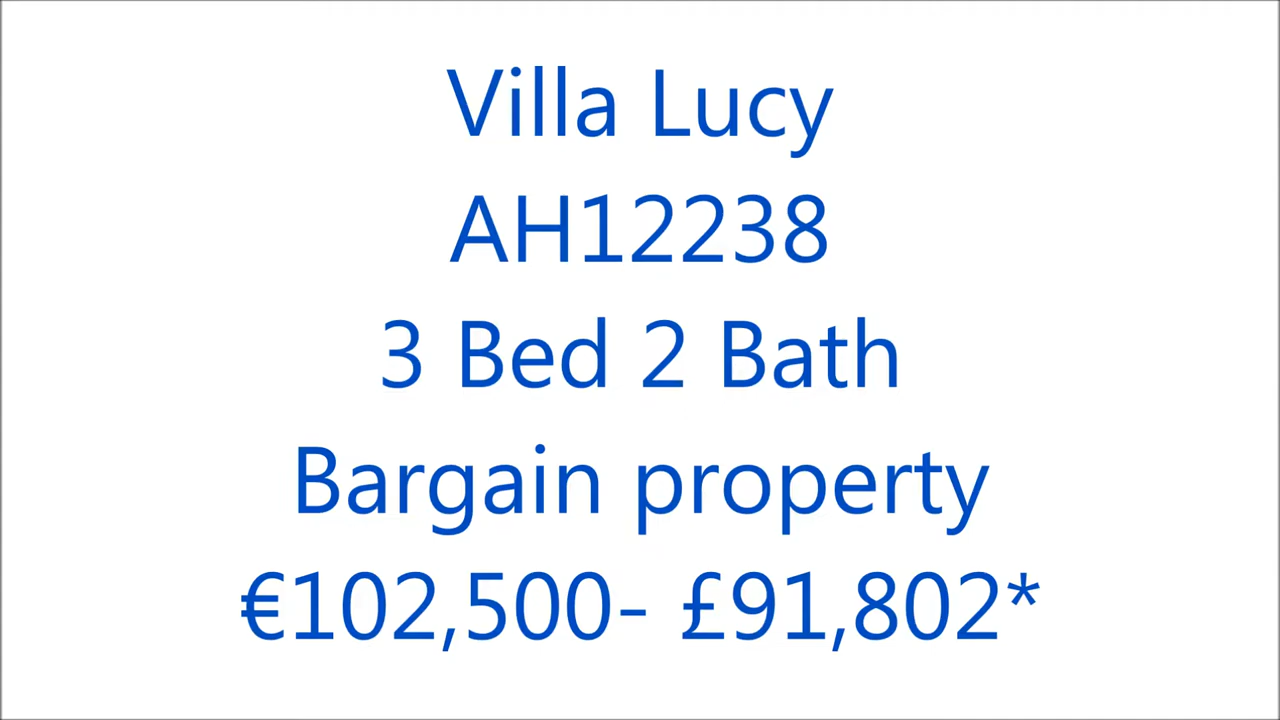 Villa Lucy
AH12238
3 Bed 2 Bath
Bargain property
€102,500- £91,802*